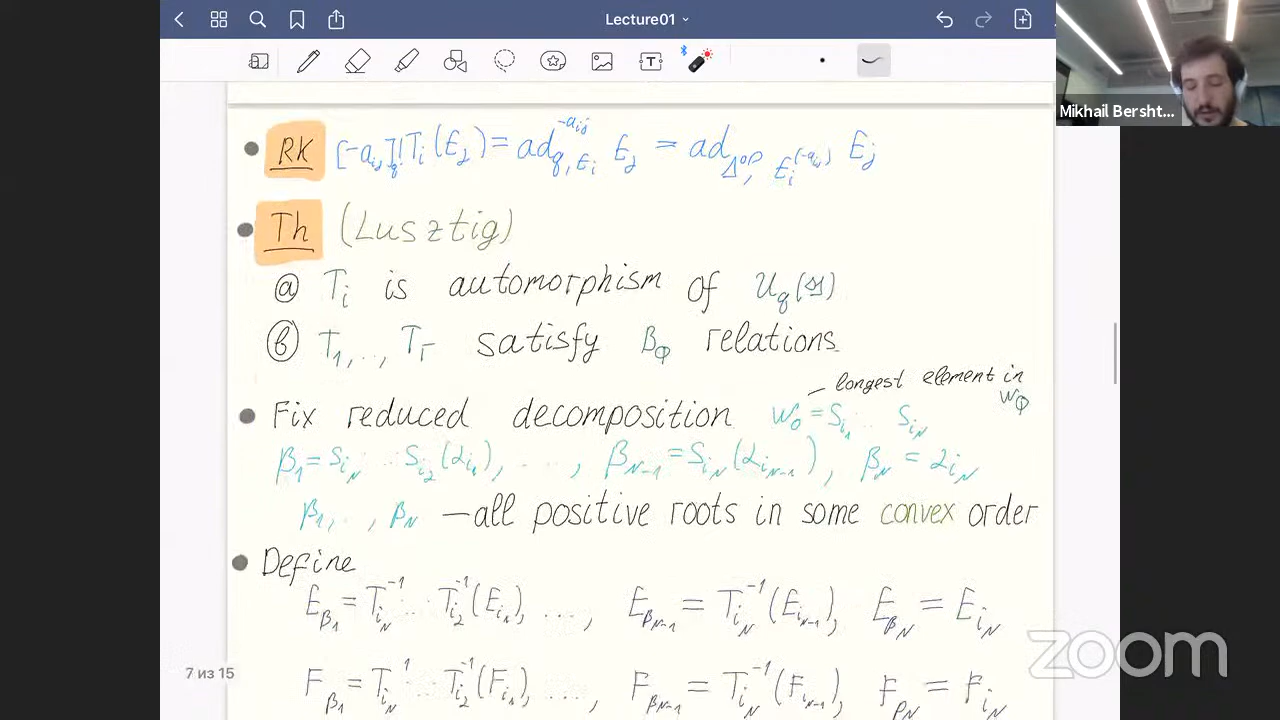 Lecture01
Mikhail Bersht...
RK [-a_ij]_q! T_i(E_j) = ad_{q,E_i}^{-a_ij} E_j = ad_{Δ^op, E_i^{(-a_ij)}} E_j
Th (Lusztig)
ⓐ T_i is automorphism of U_q(𝔤)
ⓑ T_1,.., T_r satisfy B_Φ relations
longest element in W_Φ
Fix reduced decomposition w_0 = S_{i_1} .. S_{i_N}
β_1 = S_{i_N} .. S_{i_2}(α_{i_1}), ..., β_{N-1} = S_{i_N}(α_{i_{N-1}}), β_N = α_{i_N}
β_1,.., β_N — all positive roots in some convex order
Define
E_{β_1} = T_{i_N}^{-1} .. T_{i_2}^{-1}(E_{i_1}), ..., E_{β_{N-1}} = T_{i_N}^{-1}(E_{i_{N-1}}), E_{β_N} = E_{i_N}
F_{β_1} = T_{i_N}^{-1} .. T_{i_2}^{-1}(F_{i_1}), ..., F_{β_{N-1}} = T_{i_N}^{-1}(F_{i_{N-1}}), F_{β_N} = F_{i_N}
7 из 15
zoom